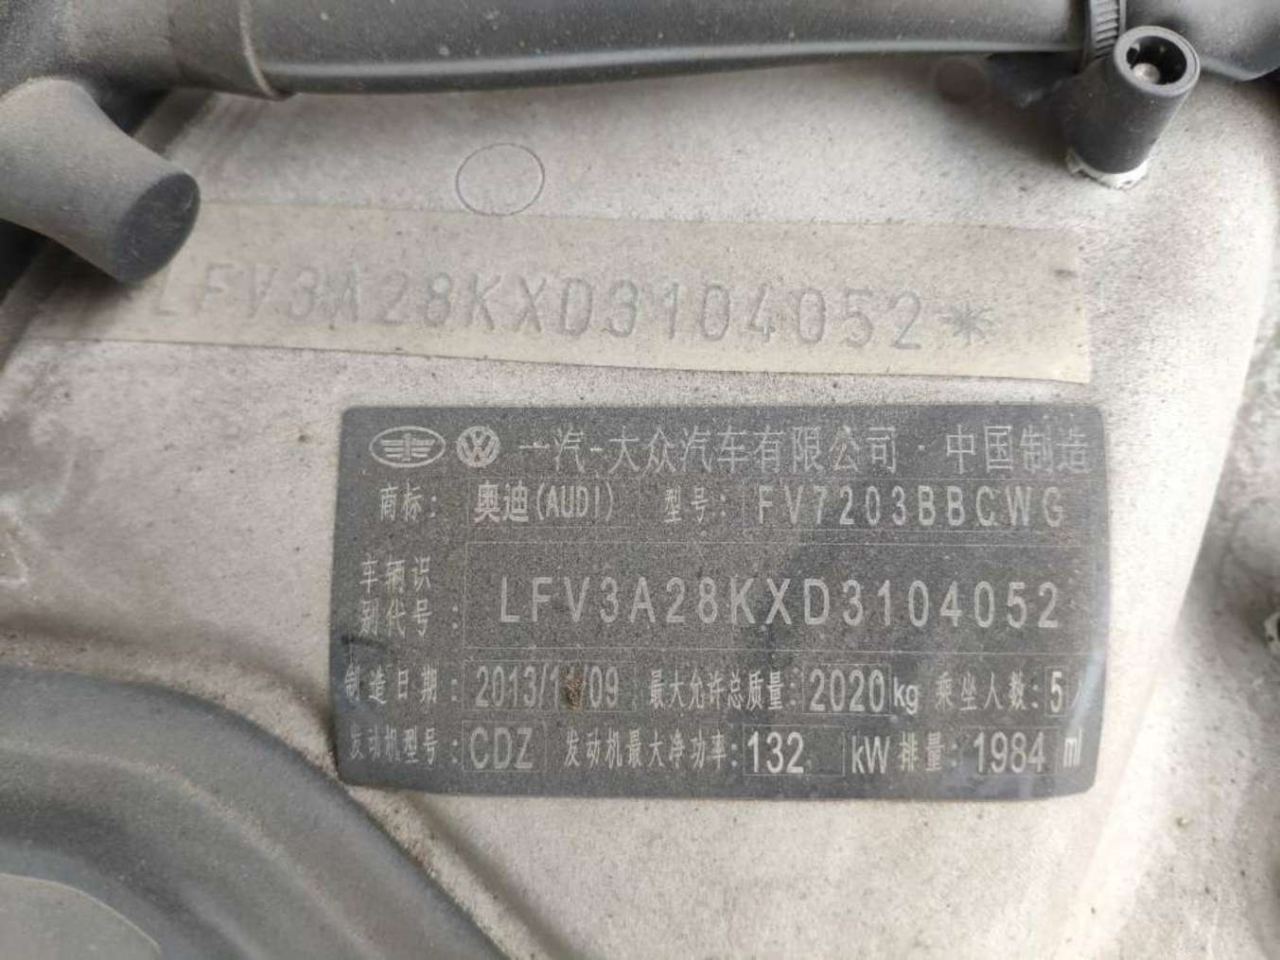 LFV3A28KXD3104052*
一汽-大众汽车有限公司·中国制造
商标: 奥迪(AUDI) 型号: FV7203BBCWG
车辆识
别代号: LFV3A28KXD3104052
制造日期: 最大允许总质量: 2020kg 乘坐人数: 5
发动机型号: CDZ 发动机最大净功率: 132 kW 排量: 1984 ml